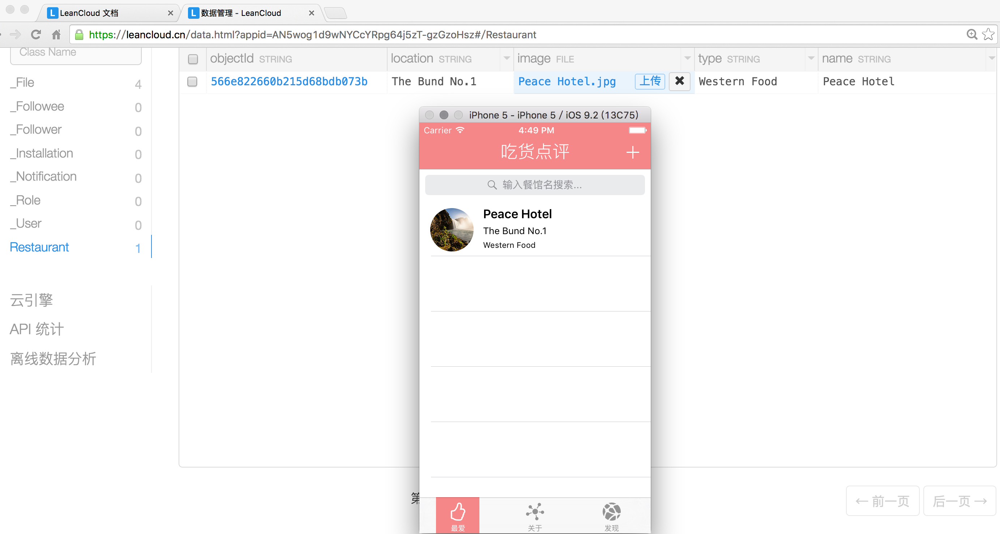 LeanCloud 文档
数据管理 - LeanCloud
https://leancloud.cn/data.html?appid=AN5wog1d9wNYCcYRpg64j5zT-gzGzoHsz#/Restaurant
Class Name
_File 4
_Followee 0
_Follower 0
_Installation 0
_Notification 0
_Role 0
_User 0
Restaurant 1
云引擎
API 统计
离线数据分析
objectId STRING location STRING image FILE type STRING name STRING
566e822660b215d68bdb073b The Bund No.1 Peace Hotel.jpg 上传 ✖ Western Food Peace Hotel
iPhone 5 - iPhone 5 / iOS 9.2 (13C75)
Carrier 4:49 PM
吃货点评 +
输入餐馆名搜索...
Peace Hotel
The Bund No.1
Western Food
最爱 关于 发现
第
← 前一页 后一页 →